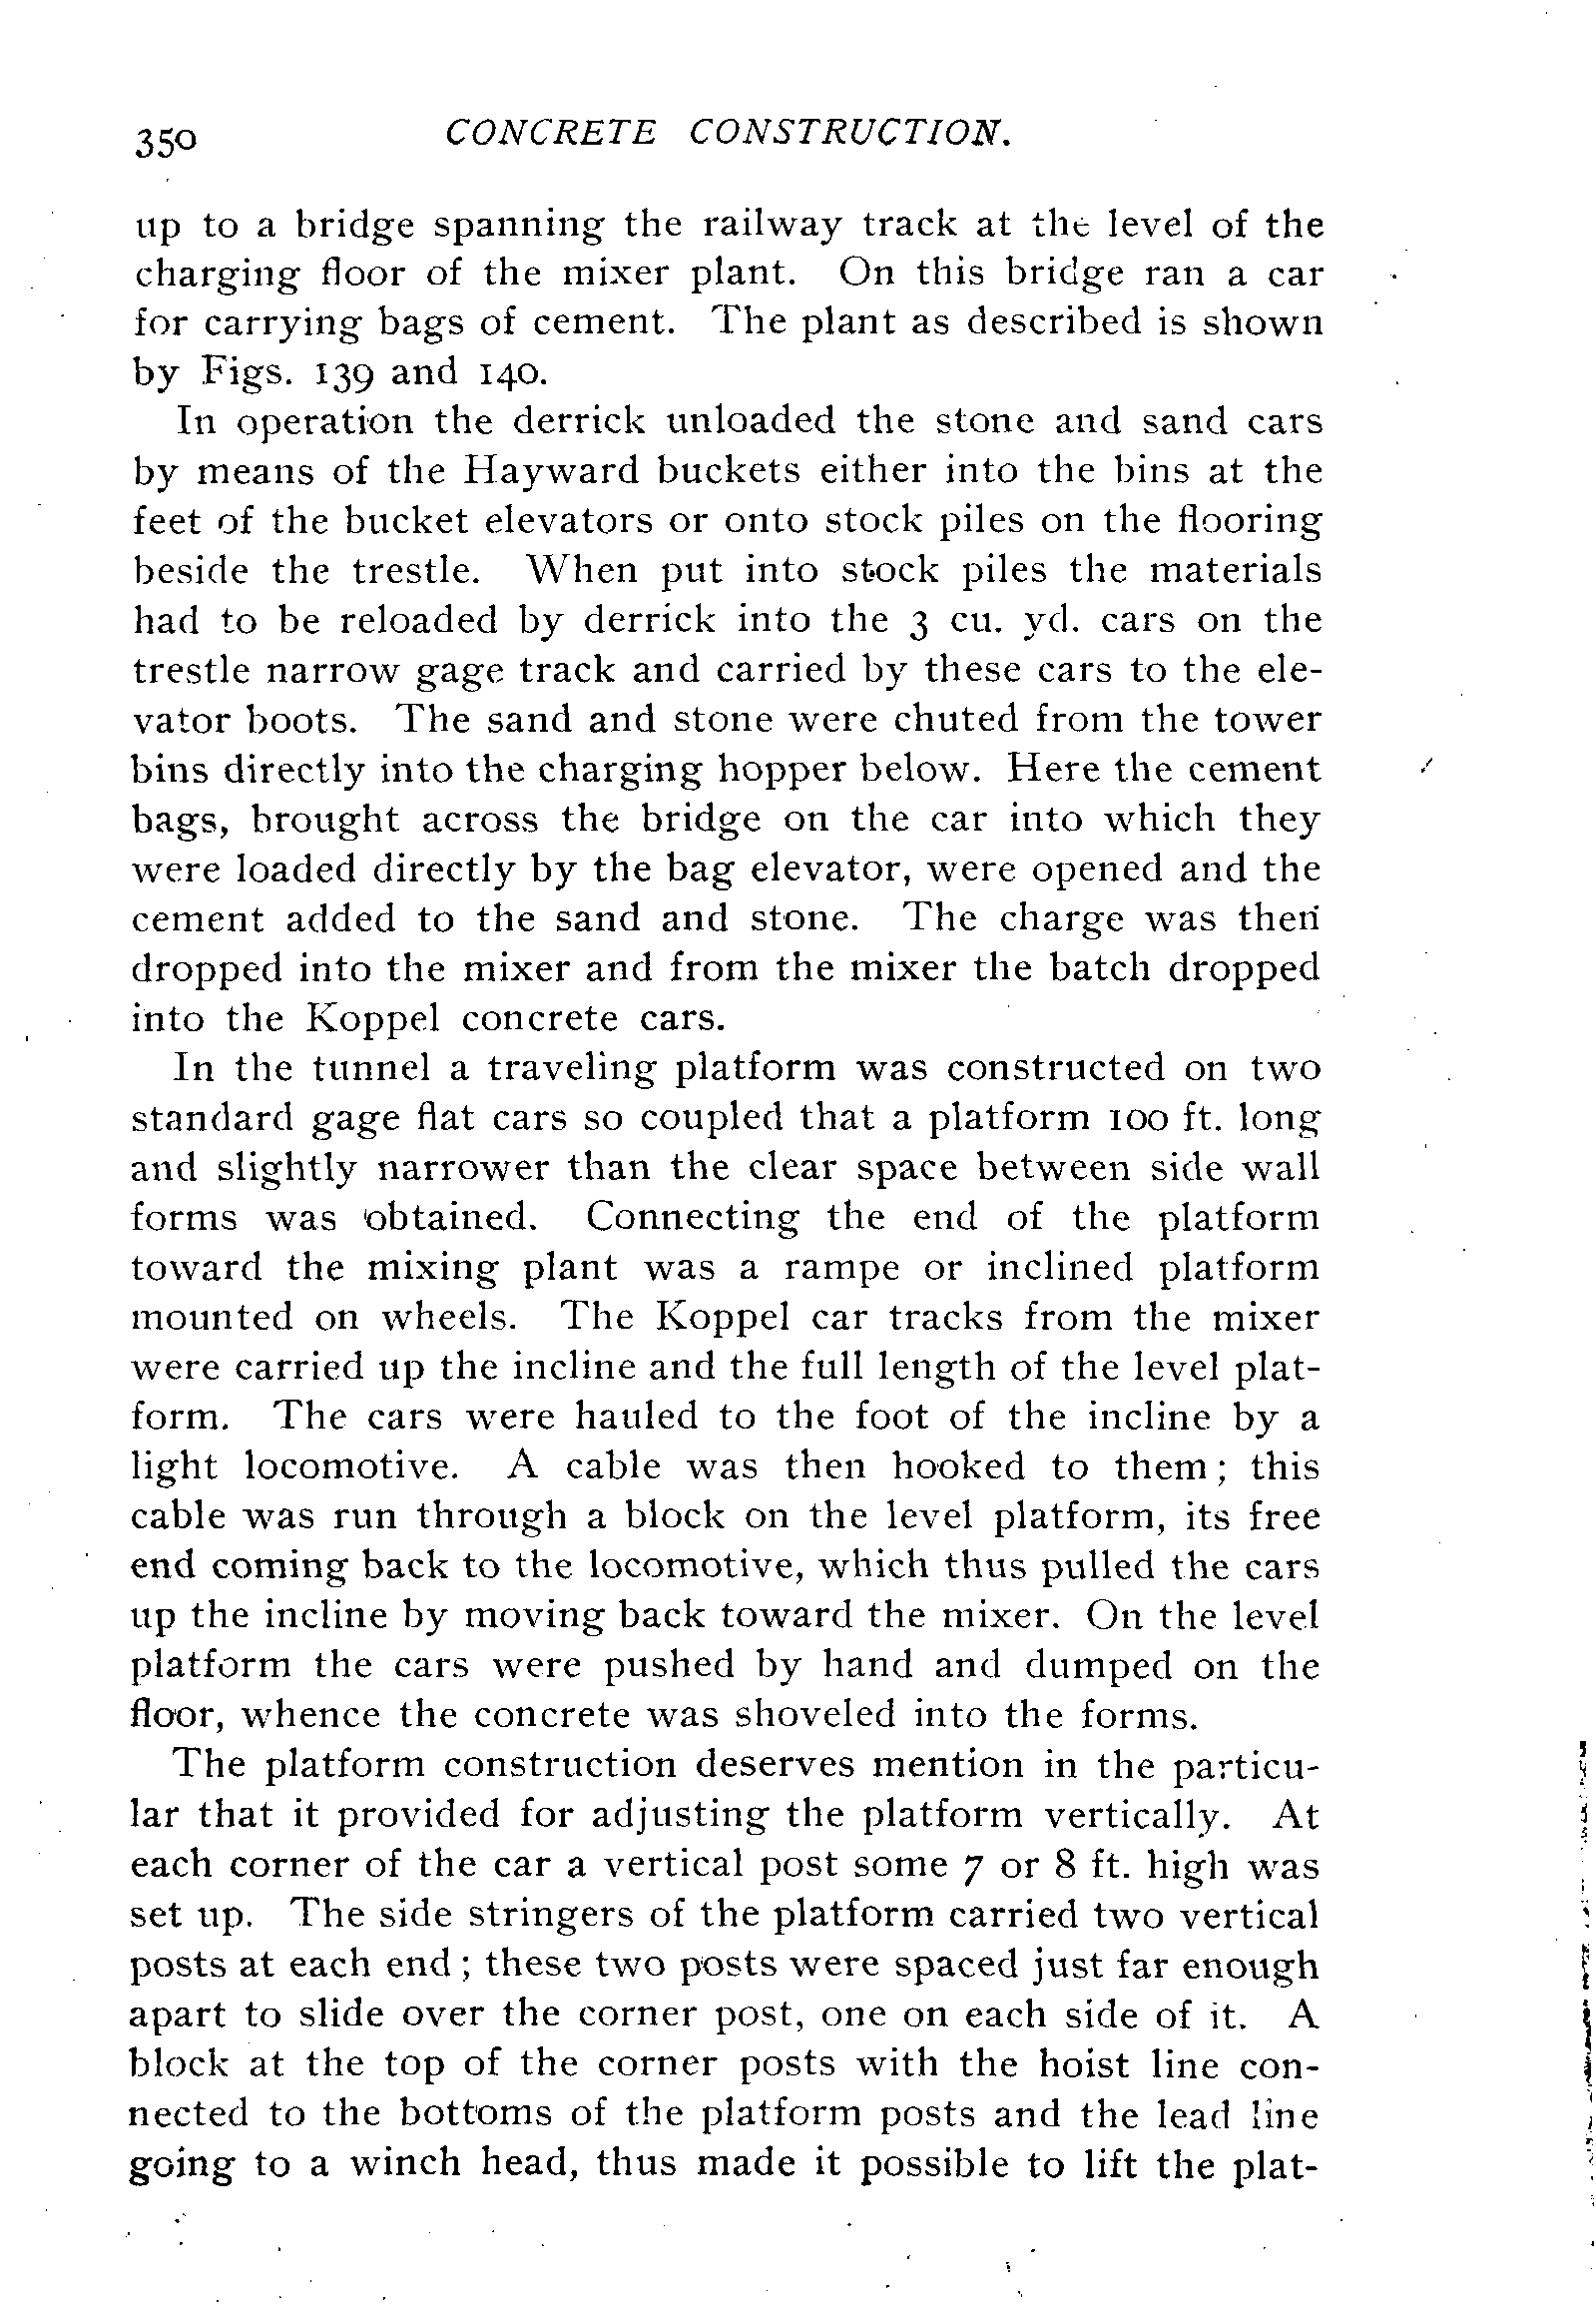 350 CONCRETE CONSTRUCTION.
up to a bridge spanning the railway track at the level of the
charging floor of the mixer plant. On this bridge ran a car
for carrying bags of cement. The plant as described is shown
by Figs. 139 and 140.
In operation the derrick unloaded the stone and sand cars
by means of the Hayward buckets either into the bins at the
feet of the bucket elevators or onto stock piles on the flooring
beside the trestle. When put into stock piles the materials
had to be reloaded by derrick into the 3 cu. yd. cars on the
trestle narrow gage track and carried by these cars to the ele-
vator boots. The sand and stone were chuted from the tower
bins directly into the charging hopper below. Here the cement
bags, brought across the bridge on the car into which they
were loaded directly by the bag elevator, were opened and the
cement added to the sand and stone. The charge was then
dropped into the mixer and from the mixer the batch dropped
into the Koppel concrete cars.
In the tunnel a traveling platform was constructed on two
standard gage flat cars so coupled that a platform 100 ft. long
and slightly narrower than the clear space between side wall
forms was obtained. Connecting the end of the platform
toward the mixing plant was a rampe or inclined platform
mounted on wheels. The Koppel car tracks from the mixer
were carried up the incline and the full length of the level plat-
form. The cars were hauled to the foot of the incline by a
light locomotive. A cable was then hooked to them; this
cable was run through a block on the level platform, its free
end coming back to the locomotive, which thus pulled the cars
up the incline by moving back toward the mixer. On the level
platform the cars were pushed by hand and dumped on the
floor, whence the concrete was shoveled into the forms.
The platform construction deserves mention in the particu-
lar that it provided for adjusting the platform vertically. At
each corner of the car a vertical post some 7 or 8 ft. high was
set up. The side stringers of the platform carried two vertical
posts at each end; these two posts were spaced just far enough
apart to slide over the corner post, one on each side of it. A
block at the top of the corner posts with the hoist line con-
nected to the bottoms of the platform posts and the lead line
going to a winch head, thus made it possible to lift the plat-